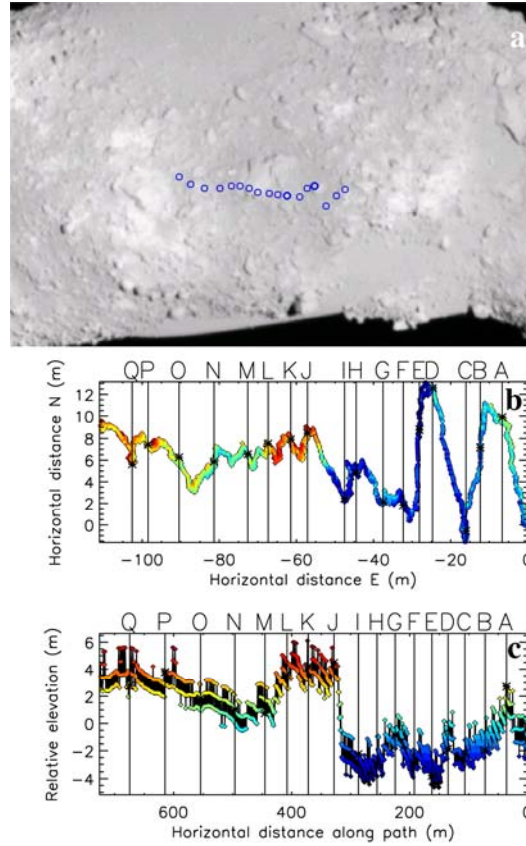 a
Q P O N M L K J I H G F E D C B A
b
Horizontal distance N (m)
12
10
8
6
4
2
0
-100 -80 -60 -40 -20 0
Horizontal distance E (m)
Q P O N M L K J I H G F E D C B A
c
Relative elevation (m)
6
4
2
0
-2
-4
600 400 200 0
Horizontal distance along path (m)